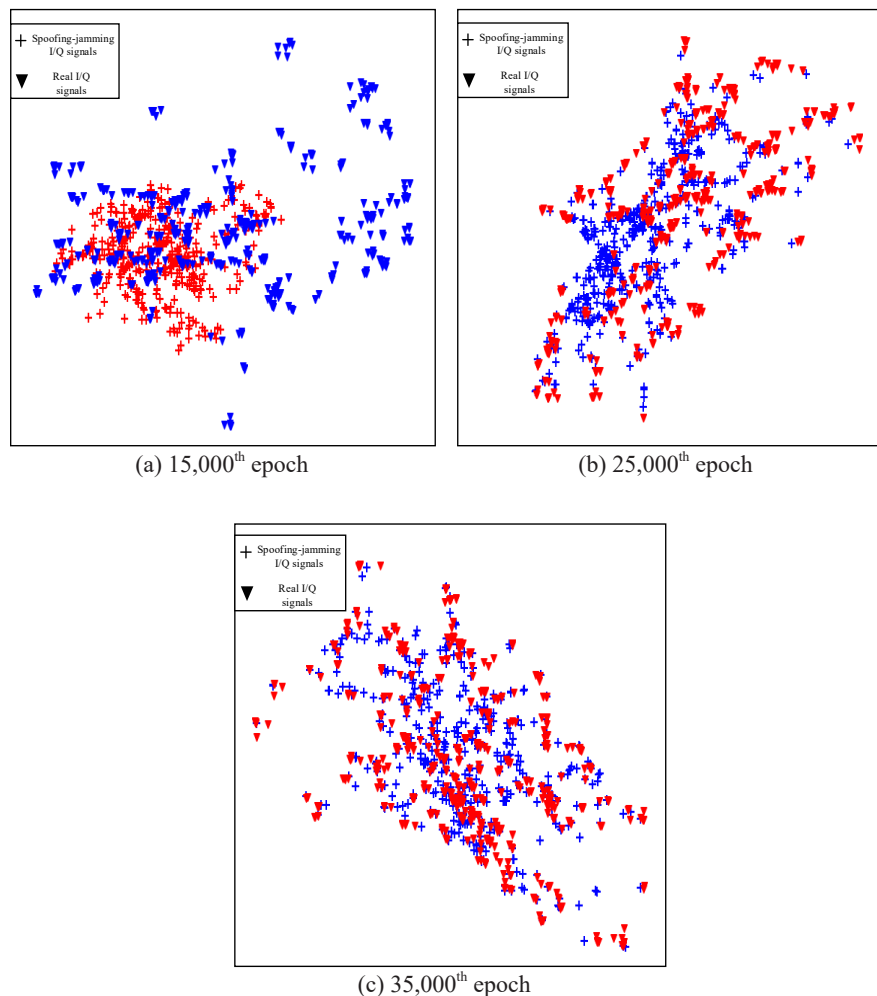 Spoofing-jamming
I/Q signals
Real I/Q
signals
Spoofing-jamming
I/Q signals
Real I/Q
signals
(a) 15,000th epoch
(b) 25,000th epoch
Spoofing-jamming
I/Q signals
Real I/Q
signals
(c) 35,000th epoch